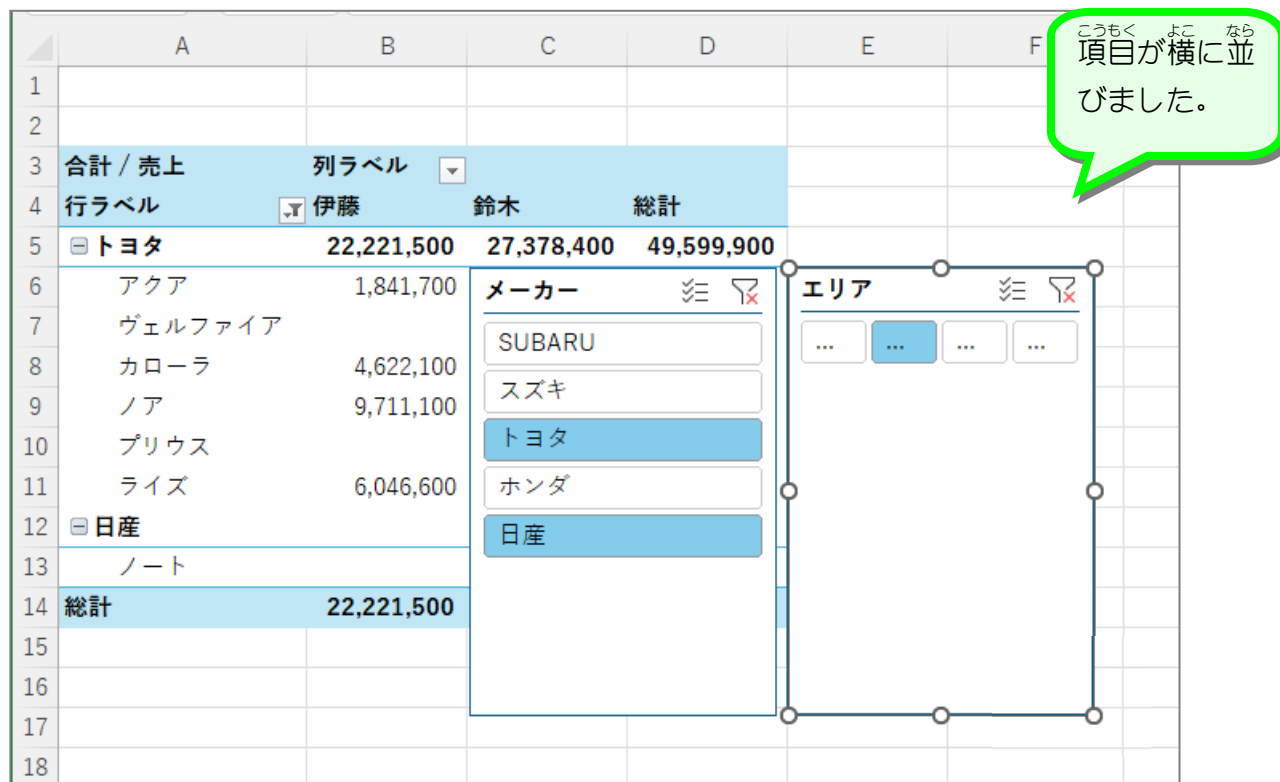 A B C D E F
こうもく よこ なら
項目が横に並
びました。
1
2
3 合計 / 売上 列ラベル
4 行ラベル 伊藤 鈴木 総計
5 トヨタ 22,221,500 27,378,400 49,599,900
6 アクア 1,841,700
7 ヴェルファイア
8 カローラ 4,622,100
9 ノア 9,711,100
10 プリウス
11 ライズ 6,046,600
12 日産
13 ノート
14 総計 22,221,500
15
16
17
18
メーカー
SUBARU
スズキ
トヨタ
ホンダ
日産
エリア
... ... ... ...